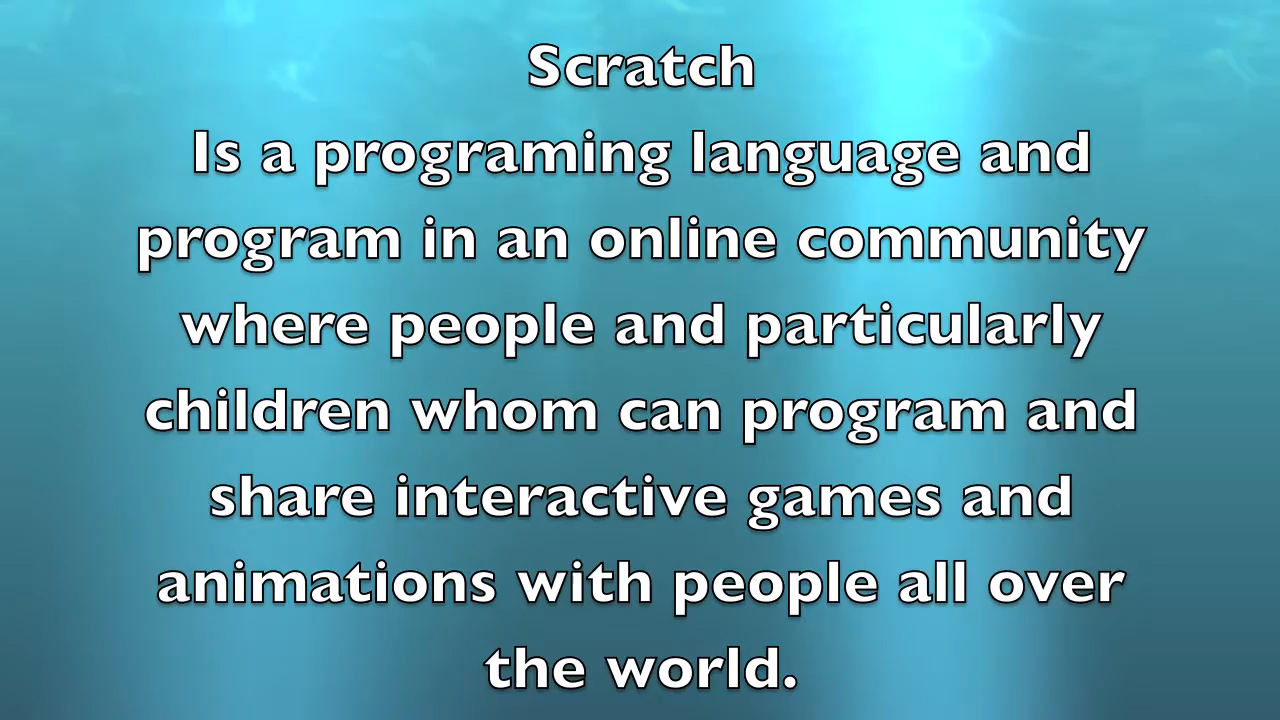 Scratch
Is a programing language and
program in an online community
where people and particularly
children whom can program and
share interactive games and
animations with people all over
the world.